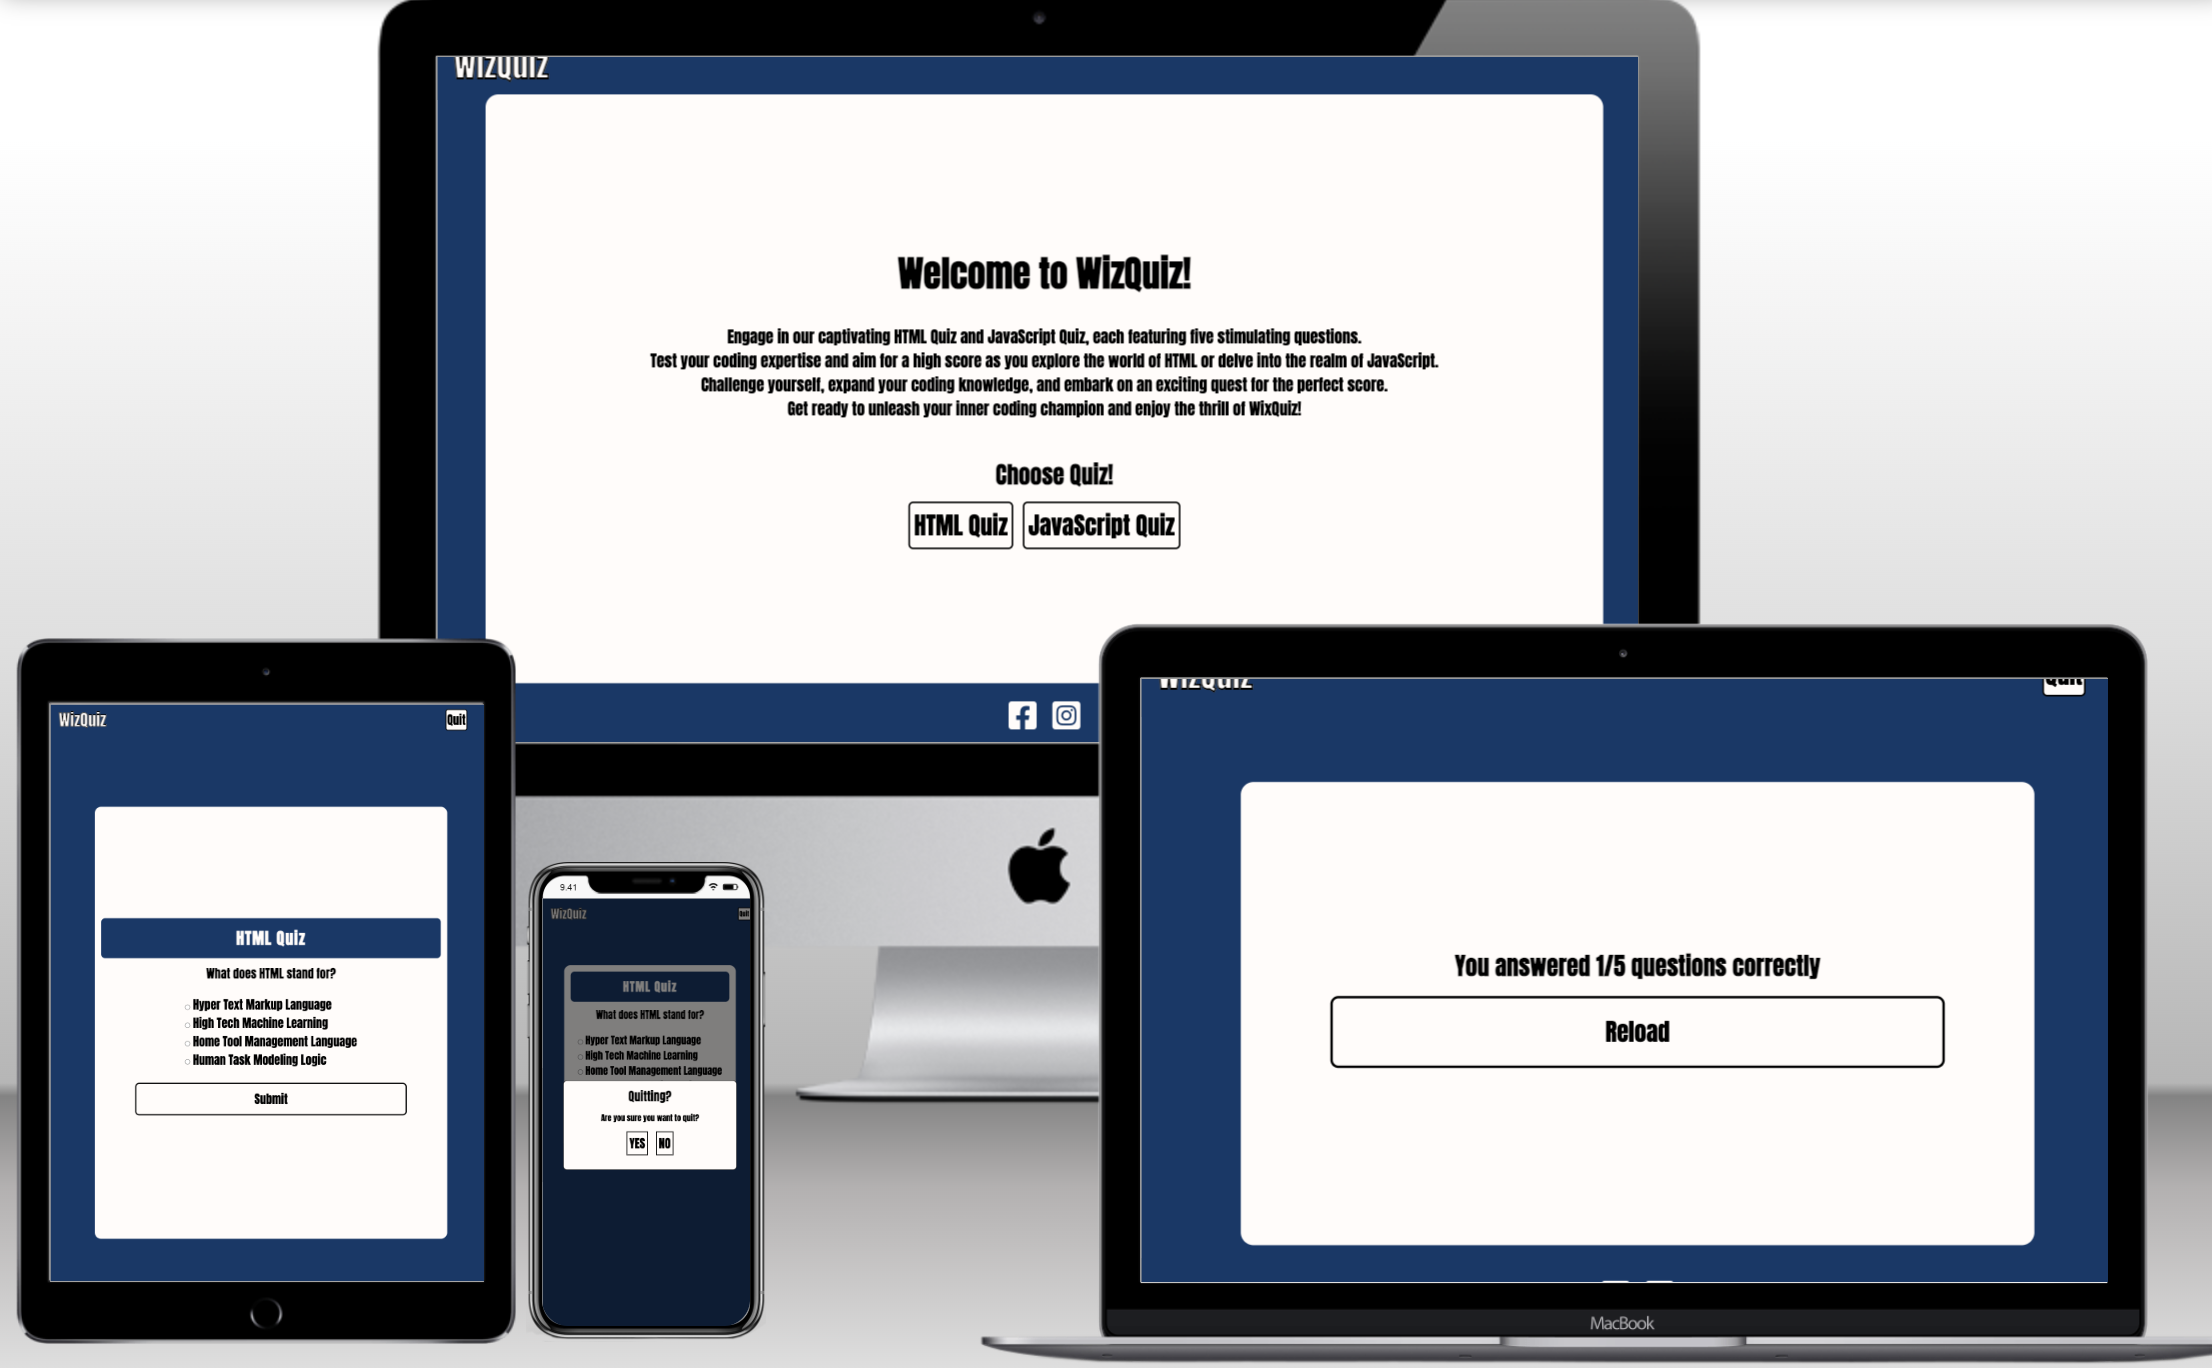 WizQuiz
Welcome to WizQuiz!
Engage in our captivating HTML Quiz and JavaScript Quiz, each featuring five stimulating questions.
Test your coding expertise and aim for a high score as you explore the world of HTML or delve into the realm of JavaScript.
Challenge yourself, expand your coding knowledge, and embark on an exciting quest for the perfect score.
Get ready to unleash your inner coding champion and enjoy the thrill of WixQuiz!
Choose Quiz!
HTML Quiz JavaScript Quiz
WizQuiz Quit
HTML Quiz
What does HTML stand for?
Hyper Text Markup Language
High Tech Machine Learning
Home Tool Management Language
Human Task Modeling Logic
Submit
9.41
WizQuiz Quit
HTML Quiz
What does HTML stand for?
Hyper Text Markup Language
High Tech Machine Learning
Home Tool Management Language
Quitting?
Are you sure you want to quit?
YES NO
WizQuiz Quit
You answered 1/5 questions correctly
Reload
MacBook